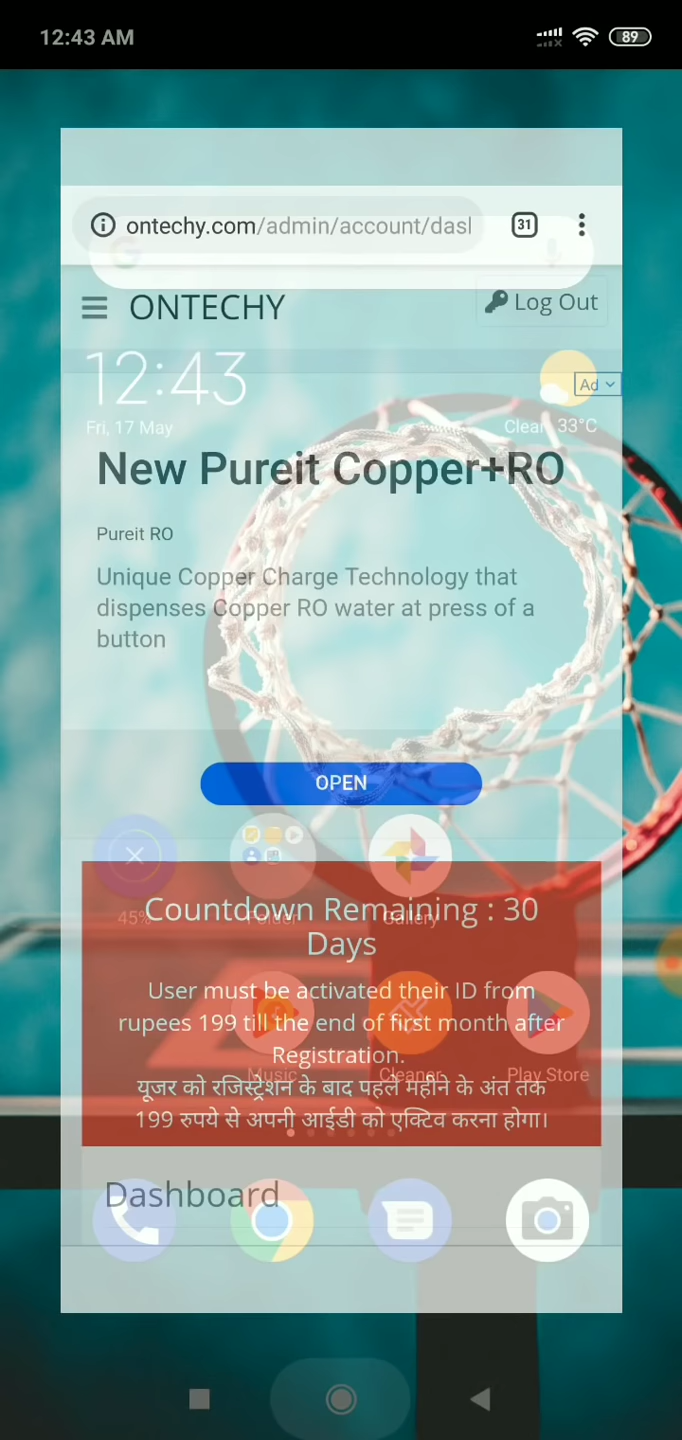 12:43 AM
89
ontechy.com/admin/account/dasl
31
ONTECHY
Log Out
12:43
Ad
Fri, 17 May
Clear 33°C
New Pureit Copper+RO
Pureit RO
Unique Copper Charge Technology that
dispenses Copper RO water at press of a
button
OPEN
45%
Folder
Gallery
Countdown Remaining : 30
Days
User must be activated their ID from
rupees 199 till the end of first month after
Registration.
Music
Cleaner
Play Store
यूजर को रजिस्ट्रेशन के बाद पहले महीने के अंत तक
199 रुपये से अपनी आईडी को एक्टिव करना होगा।
Dashboard